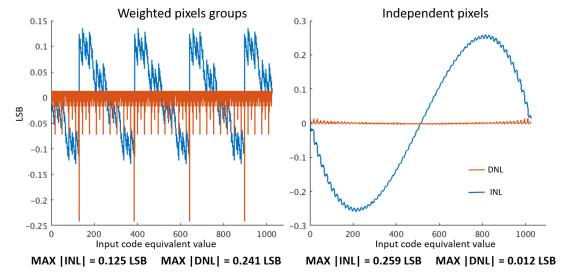 Weighted pixels groups
Independent pixels
0.15
0.1
0.05
0
−0.05
−0.1
−0.15
−0.2
−0.25
LSB
0 200 400 600 800 1000
Input code equivalent value
0.3
0.2
0.1
0
−0.1
−0.2
−0.3
DNL
INL
0 200 400 600 800 1000
Input code equivalent value
MAX |INL| = 0.125 LSB MAX |DNL| = 0.241 LSB
MAX |INL| = 0.259 LSB MAX |DNL| = 0.012 LSB